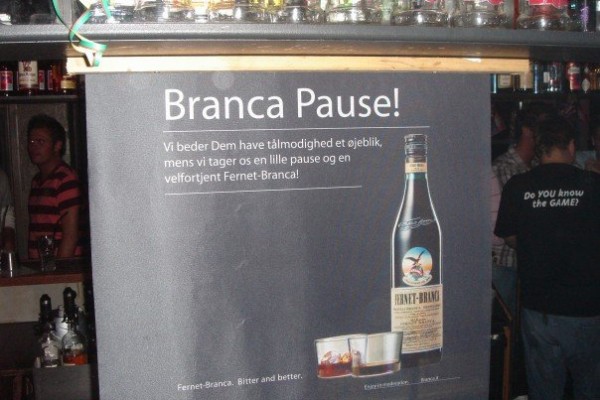 Branca Pause!
Vi beder Dem have tålmodighed et øjeblik,
mens vi tager os en lille pause og en
velfortjent Fernet-Branca!
Do YOU know
the GAME?
FERNET-BRANCA
Fernet-Branca. Bitter and better.